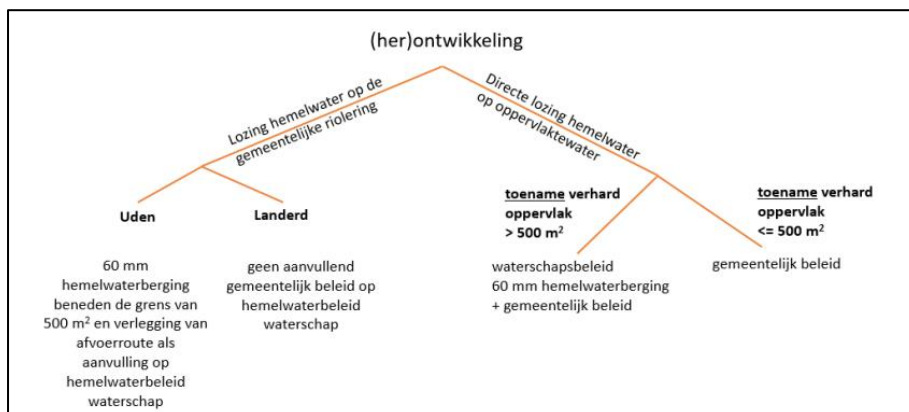 (her)ontwikkeling
Lozing hemelwater op de
gemeentelijke riolering
Directe lozing hemelwater
op oppervlaktewater
Uden
60 mm
hemelwaterberging
beneden de grens van
500 m² en verlegging van
afvoerroute als
aanvulling op
hemelwaterbeleid
waterschap
Landerd
geen aanvullend
gemeentelijk beleid op
hemelwaterbeleid
waterschap
toename verhard
oppervlak
> 500 m²
waterschapsbeleid
60 mm hemelwaterberging
+ gemeentelijk beleid
toename verhard
oppervlak
<= 500 m²
gemeentelijk beleid